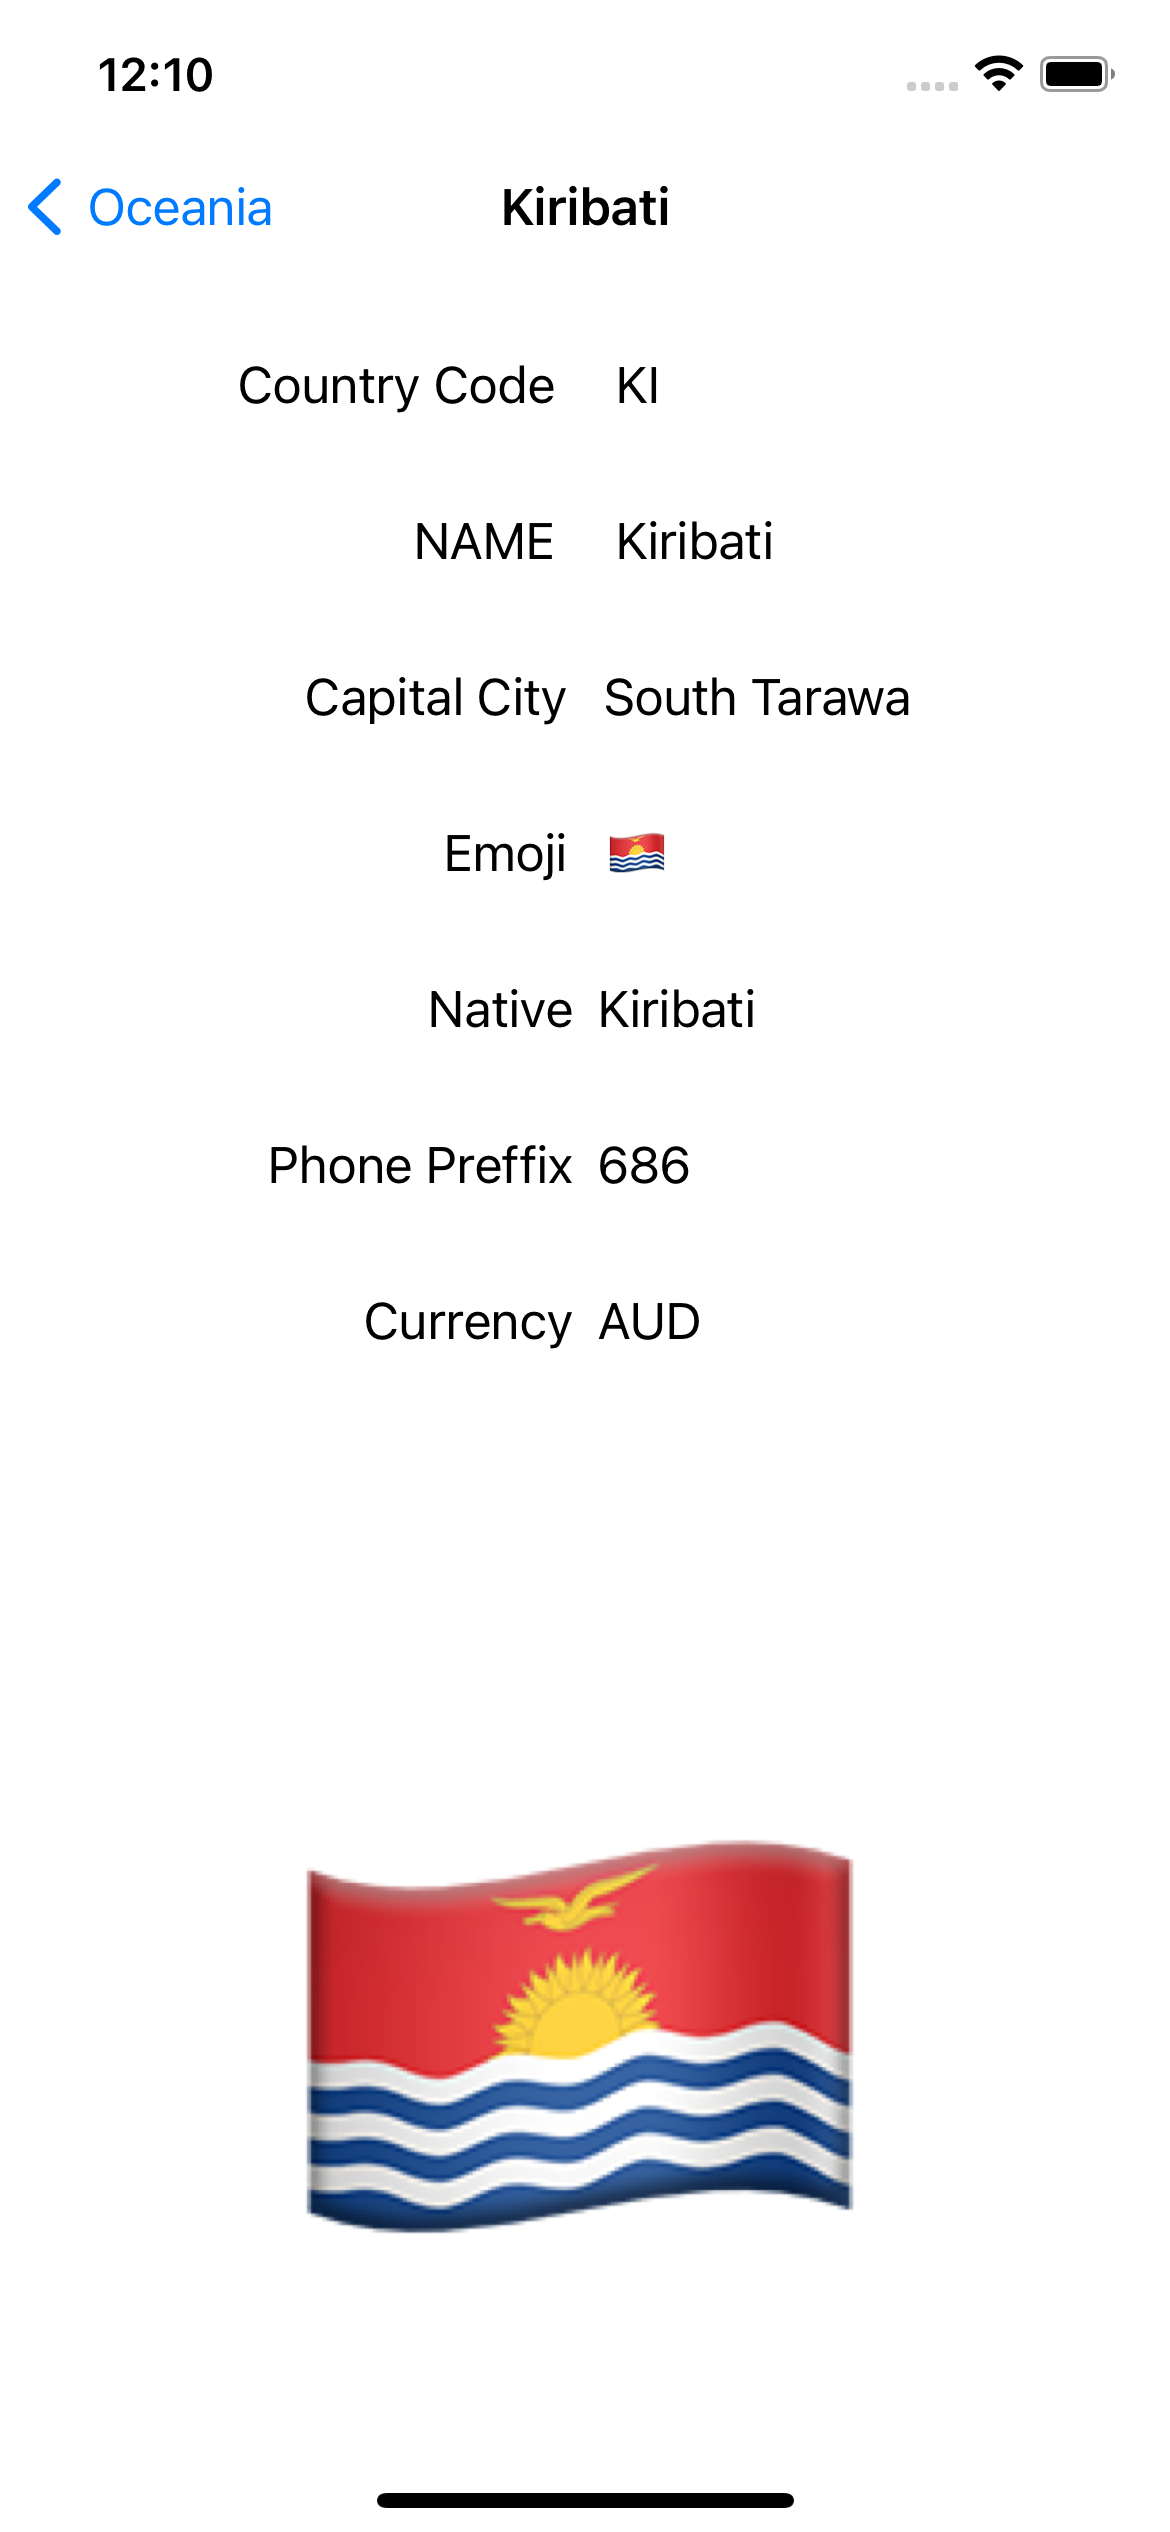 12:10
Oceania
Kiribati
Country Code KI
NAME Kiribati
Capital City South Tarawa
Emoji 🇰🇮
Native Kiribati
Phone Preffix 686
Currency AUD